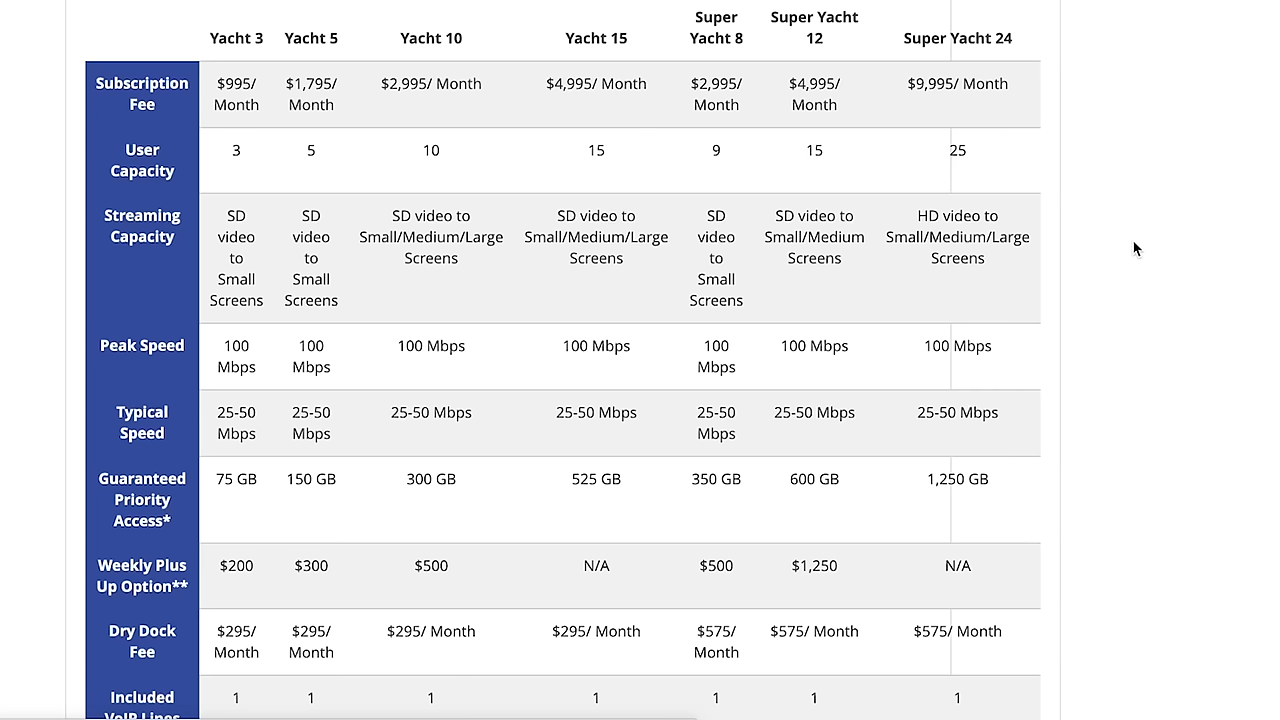 Super Super Yacht
Yacht 3 Yacht 5 Yacht 10 Yacht 15 Yacht 8 12 Super Yacht 24
Subscription $995/ $1,795/ $2,995/ Month $4,995/ Month $2,995/ $4,995/ $9,995/ Month
Fee Month Month Month Month
User 3 5 10 15 9 15 25
Capacity
Streaming SD SD SD video to SD video to SD SD video to HD video to
Capacity video video Small/Medium/Large Small/Medium/Large video Small/Medium Small/Medium/Large
to to Screens Screens to Screens Screens
Small Small Small
Screens Screens Screens
Peak Speed 100 100 100 Mbps 100 Mbps 100 100 Mbps 100 Mbps
Mbps Mbps Mbps
Typical 25-50 25-50 25-50 Mbps 25-50 Mbps 25-50 25-50 Mbps 25-50 Mbps
Speed Mbps Mbps Mbps
Guaranteed 75 GB 150 GB 300 GB 525 GB 350 GB 600 GB 1,250 GB
Priority
Access*
Weekly Plus $200 $300 $500 N/A $500 $1,250 N/A
Up Option**
Dry Dock $295/ $295/ $295/ Month $295/ Month $575/ $575/ Month $575/ Month
Fee Month Month Month
Included 1 1 1 1 1 1 1
VoIP Lines